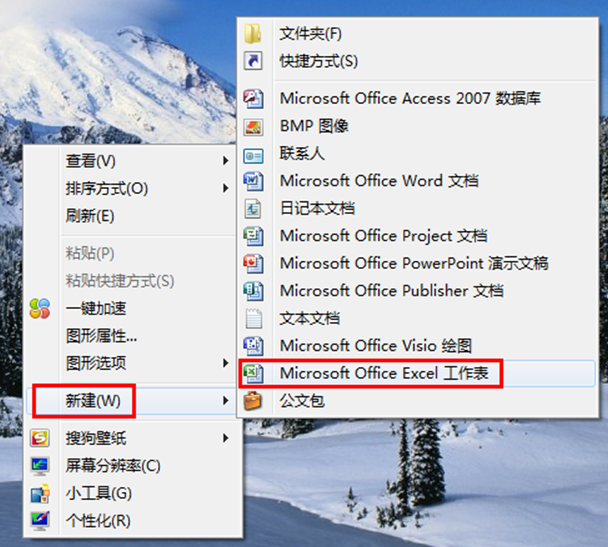 查看(V)
排序方式(O)
刷新(E)
粘贴(P)
粘贴快捷方式(S)
一键加速
图形属性...
图形选项
新建(W)
搜狗壁纸
屏幕分辨率(C)
小工具(G)
个性化(R)
文件夹(F)
快捷方式(S)
Microsoft Office Access 2007 数据库
BMP 图像
联系人
Microsoft Office Word 文档
日记本文档
Microsoft Office Project 文档
Microsoft Office PowerPoint 演示文稿
Microsoft Office Publisher 文档
文本文档
Microsoft Office Visio 绘图
Microsoft Office Excel 工作表
公文包